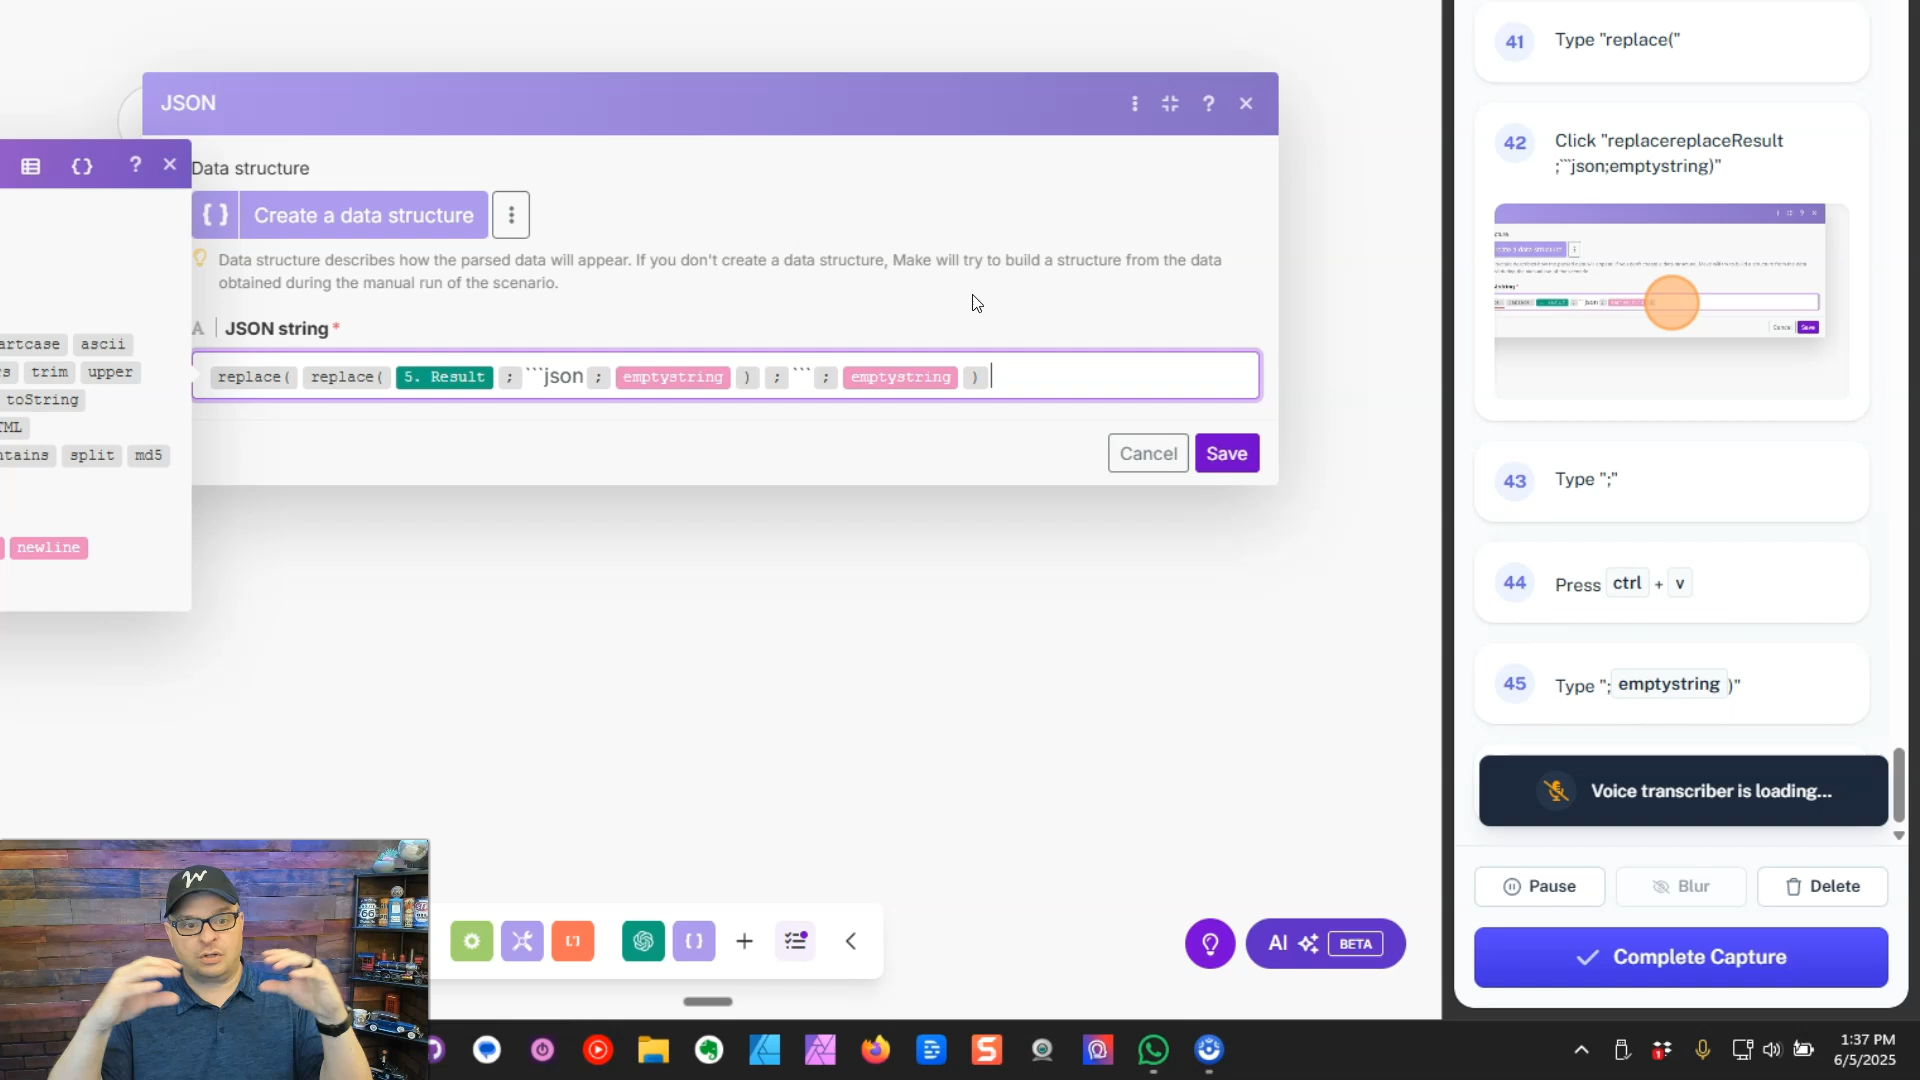 JSON
?
Data structure
{ } Create a data structure
Data structure describes how the parsed data will appear. If you don't create a data structure, Make will try to build a structure from the data
obtained during the manual run of the scenario.
A JSON string *
replace( replace( 5. Result ; ```json ; emptystring ) ; ``` ; emptystring )
Cancel Save
{} ?
artcase ascii
s trim upper
toString
TML
ntains split md5
newline
AI BETA
41 Type "replace("
42 Click "replacereplaceResult
;```json;emptystring)"
43 Type ";"
44 Press ctrl + v
45 Type "; emptystring )"
Voice transcriber is loading...
Pause Blur Delete
Complete Capture
1:37 PM
6/5/2025